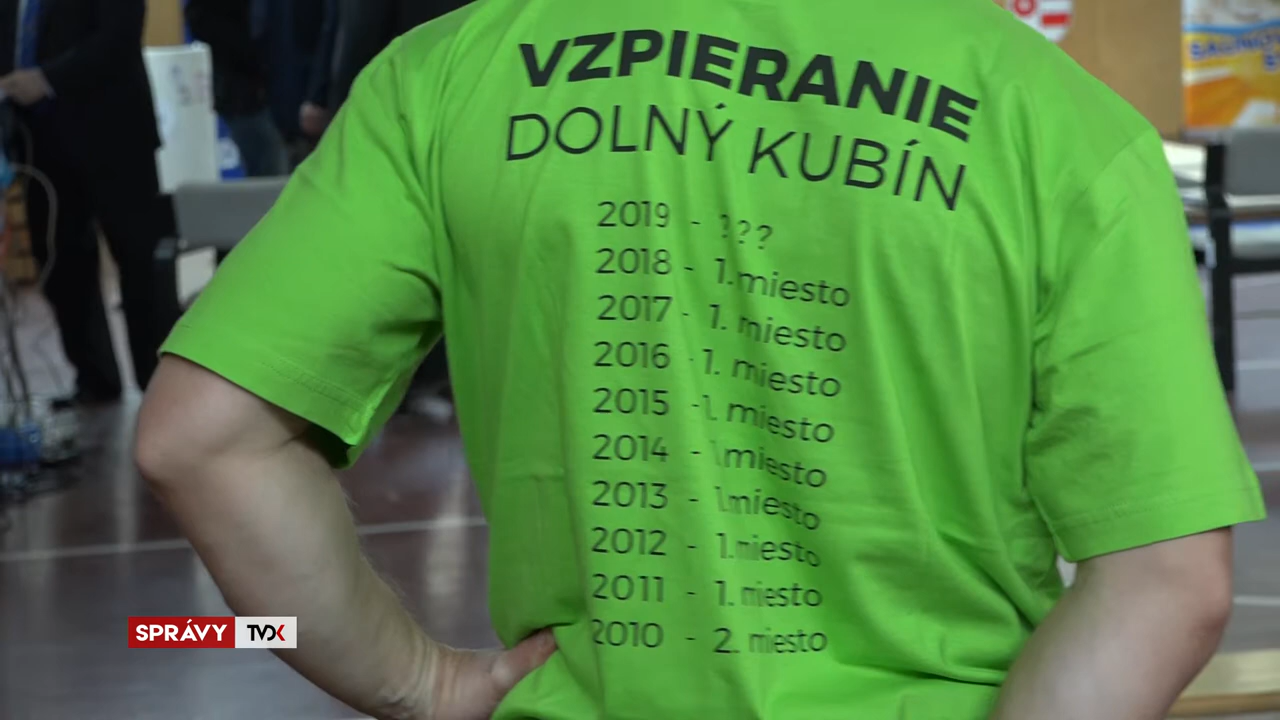 VZPIERANIE
DOLNÝ KUBÍN
2019 - ???
2018 - 1. miesto
2017 - 1. miesto
2016 - 1. miesto
2015 - 1. miesto
2014 - 1. miesto
2013 - 1. miesto
2012 - 1. miesto
2011 - 1. miesto
2010 - 2. miesto
SPRÁVY TVDK